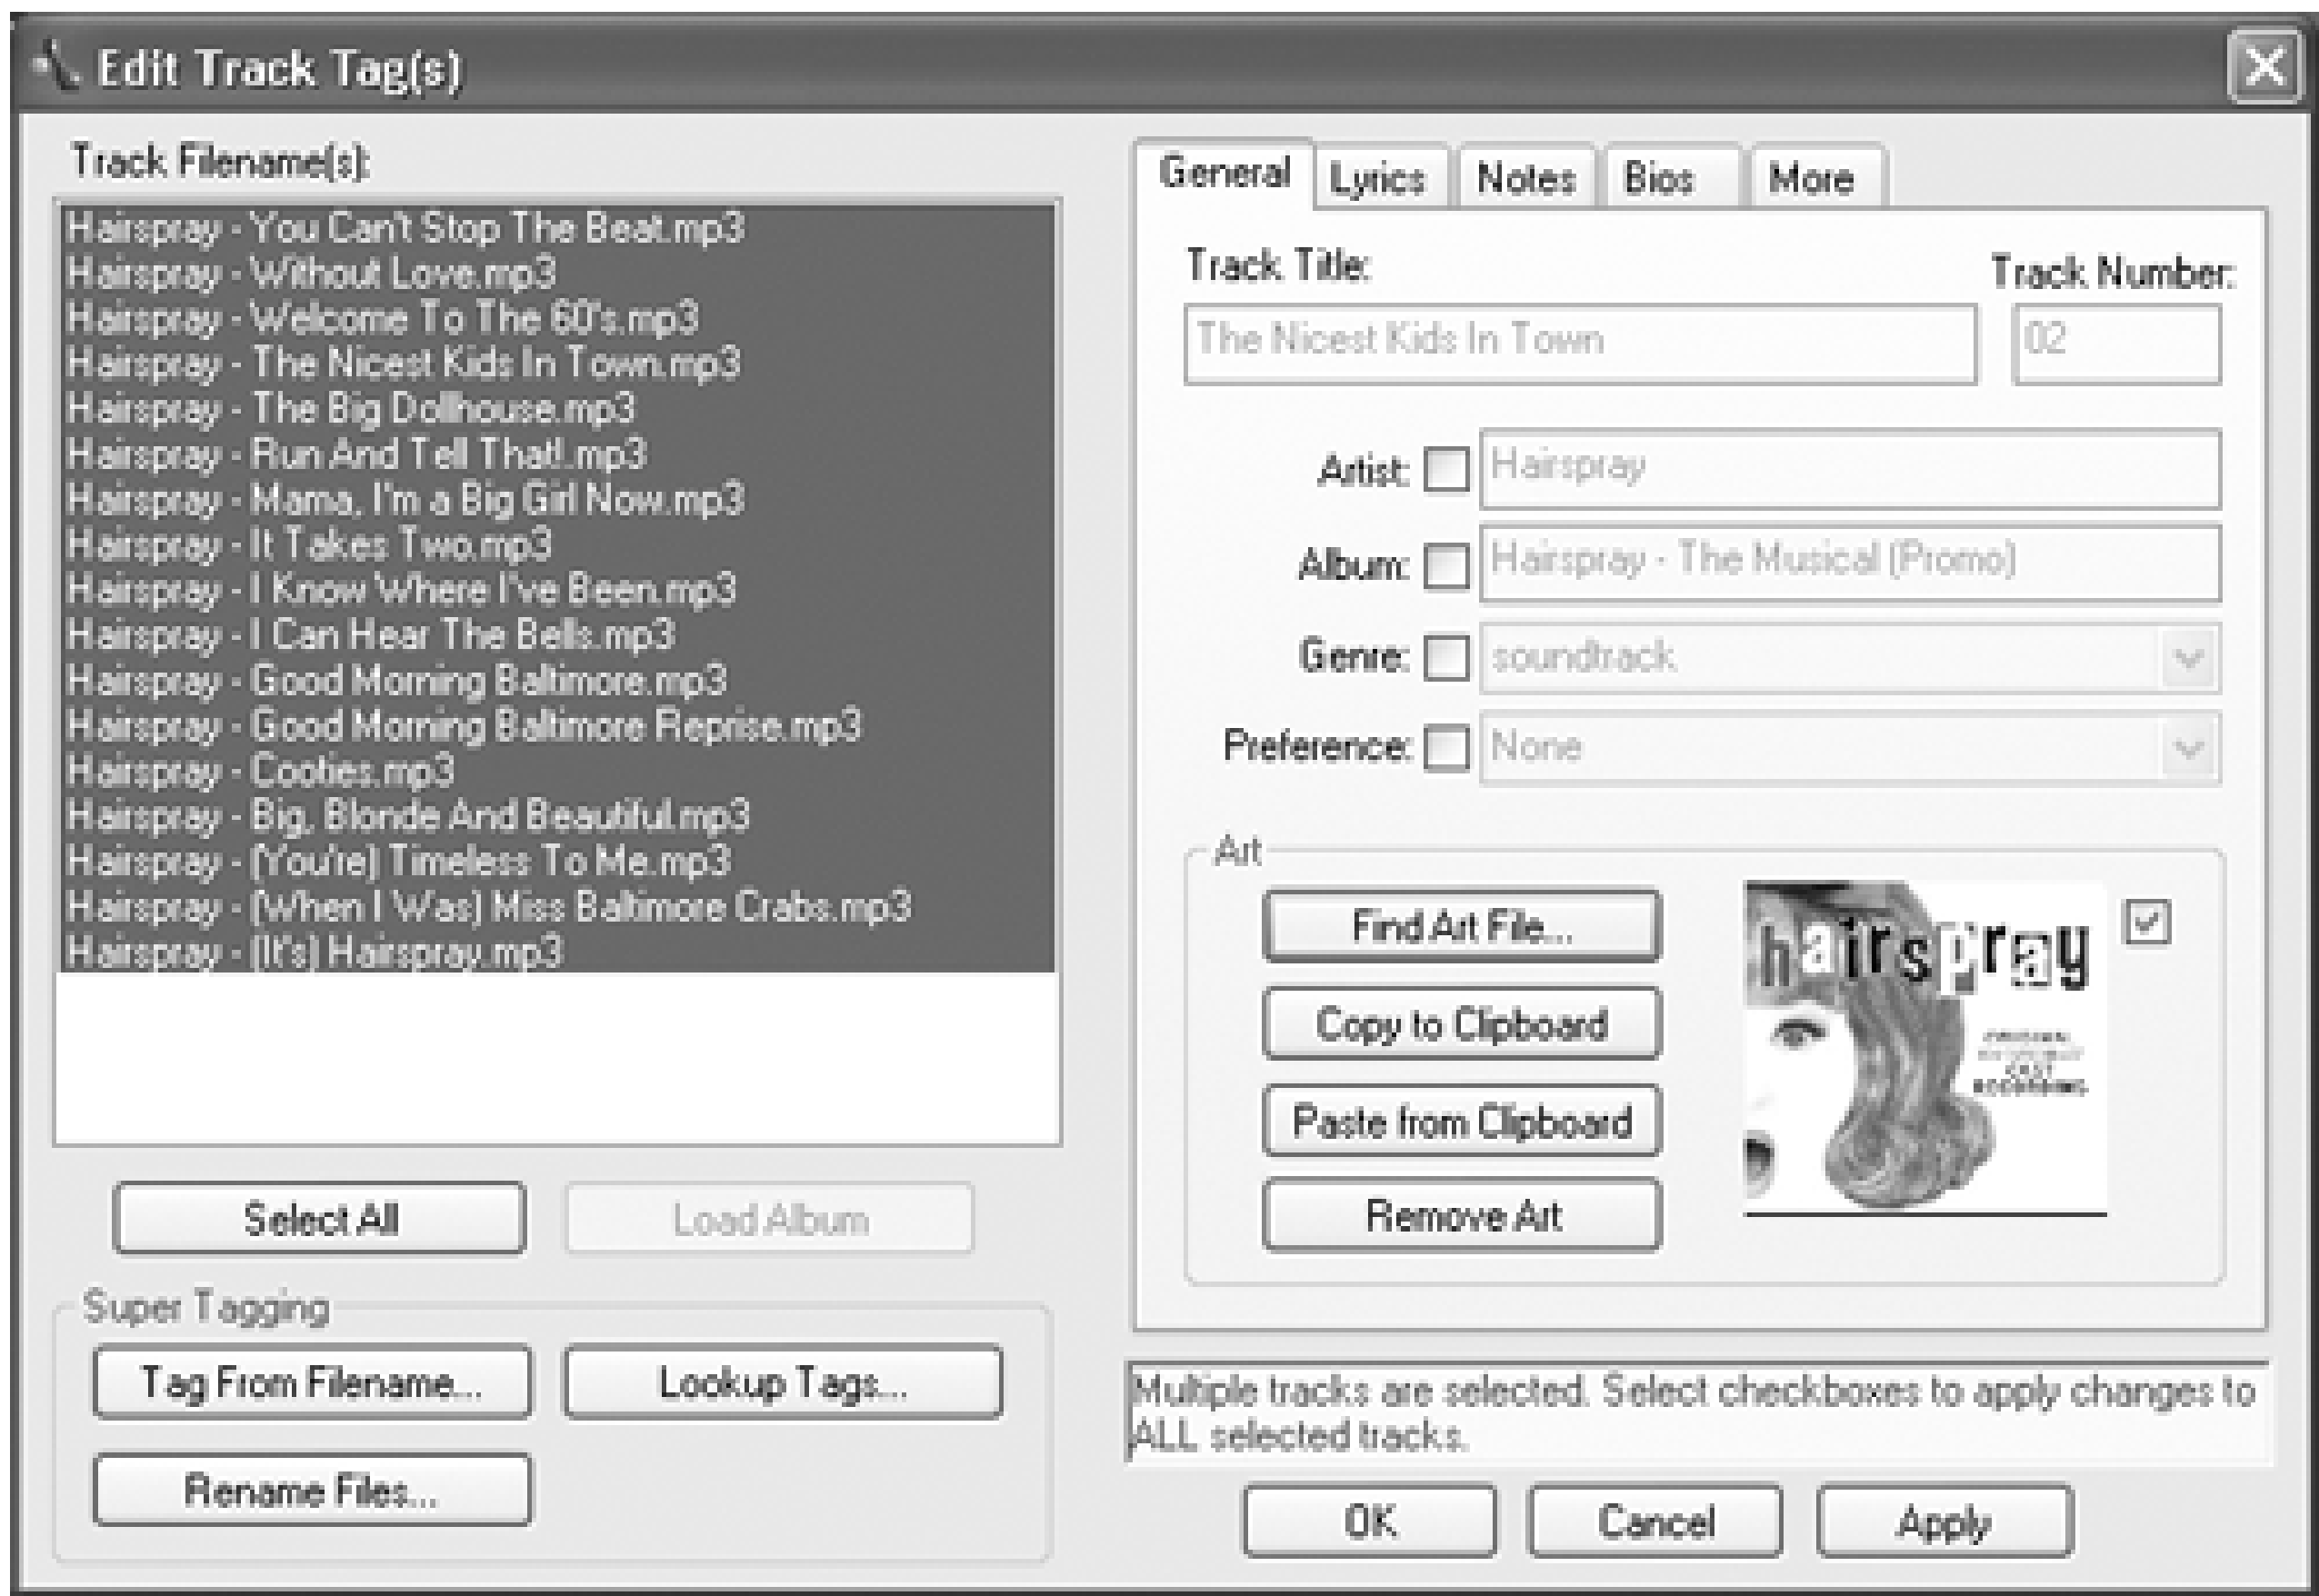 Edit Track Tag(s)
Track Filename(s):
Hairspray - You Can't Stop The Beat.mp3
Hairspray - Without Love.mp3
Hairspray - Welcome To The 60's.mp3
Hairspray - The Nicest Kids In Town.mp3
Hairspray - The Big Dollhouse.mp3
Hairspray - Run And Tell That!.mp3
Hairspray - Mama, I'm a Big Girl Now.mp3
Hairspray - It Takes Two.mp3
Hairspray - I Know Where I've Been.mp3
Hairspray - I Can Hear The Bells.mp3
Hairspray - Good Morning Baltimore.mp3
Hairspray - Good Morning Baltimore Reprise.mp3
Hairspray - Cooties.mp3
Hairspray - Big, Blonde And Beautiful.mp3
Hairspray - (You're) Timeless To Me.mp3
Hairspray - (When I Was) Miss Baltimore Crabs.mp3
Hairspray - (It's) Hairspray.mp3
Select All Load Album
Super Tagging
Tag From Filename... Lookup Tags...
Rename Files...
General Lyrics Notes Bios More
Track Title: Track Number:
The Nicest Kids In Town 02
Artist: Hairspray
Album: Hairspray - The Musical (Promo)
Genre: soundtrack
Preference: None
Art
Find Art File...
Copy to Clipboard
Paste from Clipboard
Remove Art
hairspray
CAST
RECORDING
Multiple tracks are selected. Select checkboxes to apply changes to
ALL selected tracks.
OK Cancel Apply